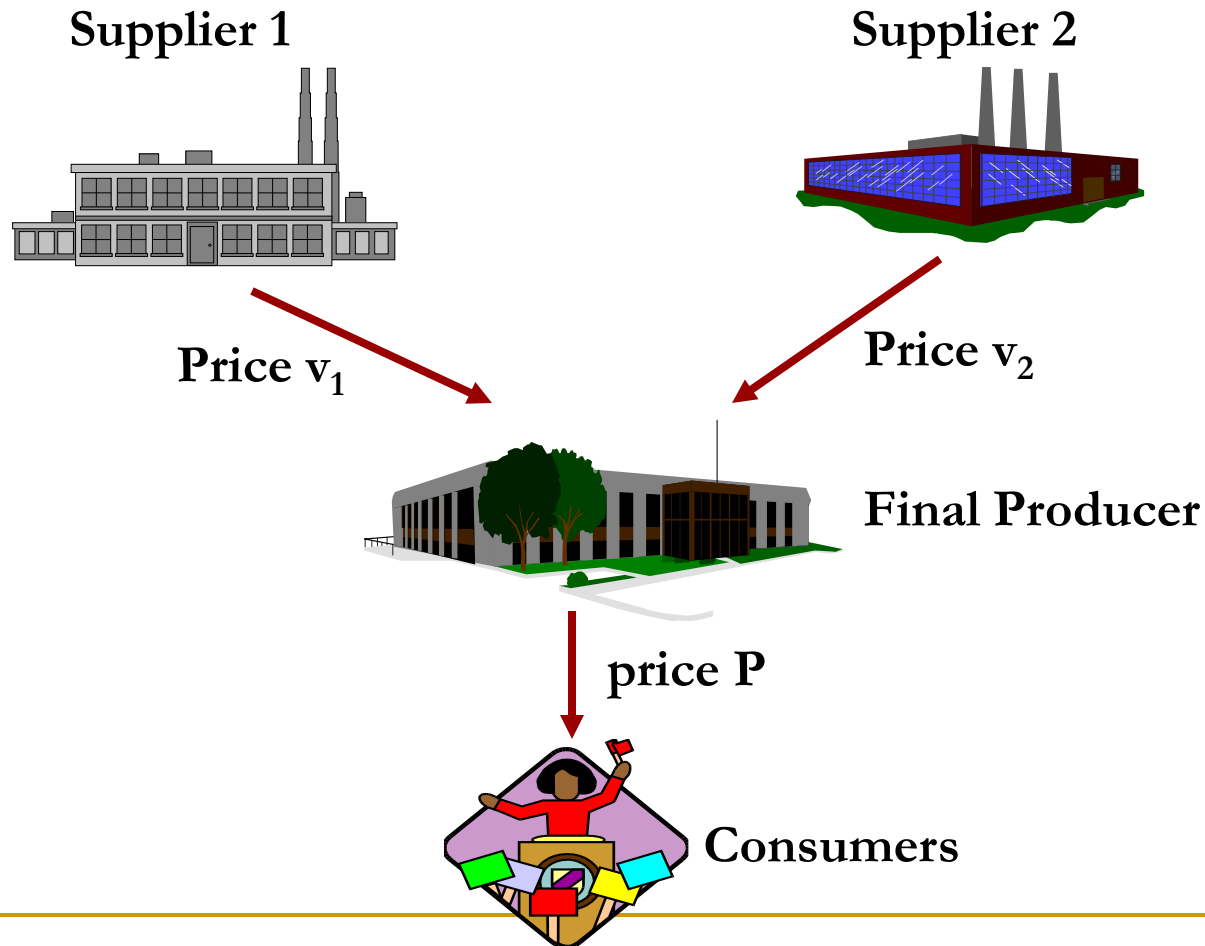 Supplier 1
Supplier 2
Price v₁
Price v₂
Final Producer
price P
Consumers